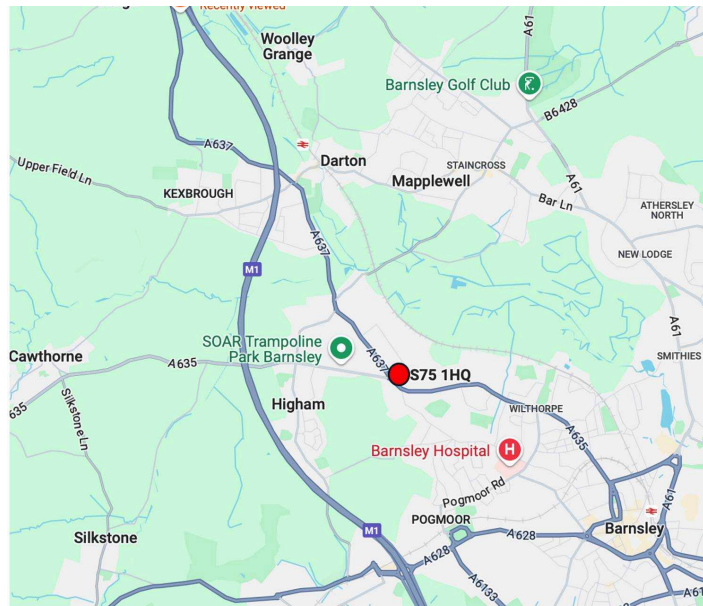 Recently viewed
Woolley
Grange
A61
Barnsley Golf Club
B6428
A637
Darton
STAINCROSS
Upper Field Ln
KEXBROUGH
Mapplewell
A61
Bar Ln
ATHERSLEY
NORTH
A637
NEW LODGE
M1
A61
SOAR Trampoline
Park Barnsley
SMITHIES
Cawthorne
A635
A637
S75 1HQ
635
Silkstone Ln
Higham
WILTHORPE
A635
Barnsley Hospital
H
Pogmoor Rd
A61
POGMOOR
M1
Silkstone
A628
A628
Barnsley
A6133
A61